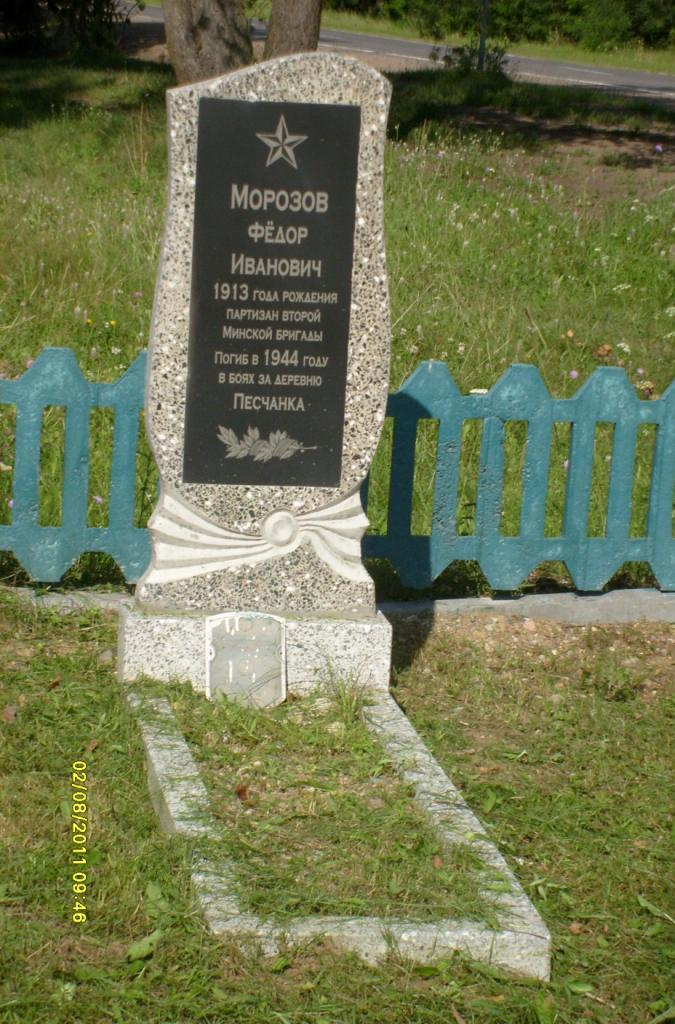 Морозов
Фёдор
Иванович
1913 года рождения
партизан второй
Минской бригады
Погиб в 1944 году
в боях за деревню
Песчанка
02/08/2011 09:46